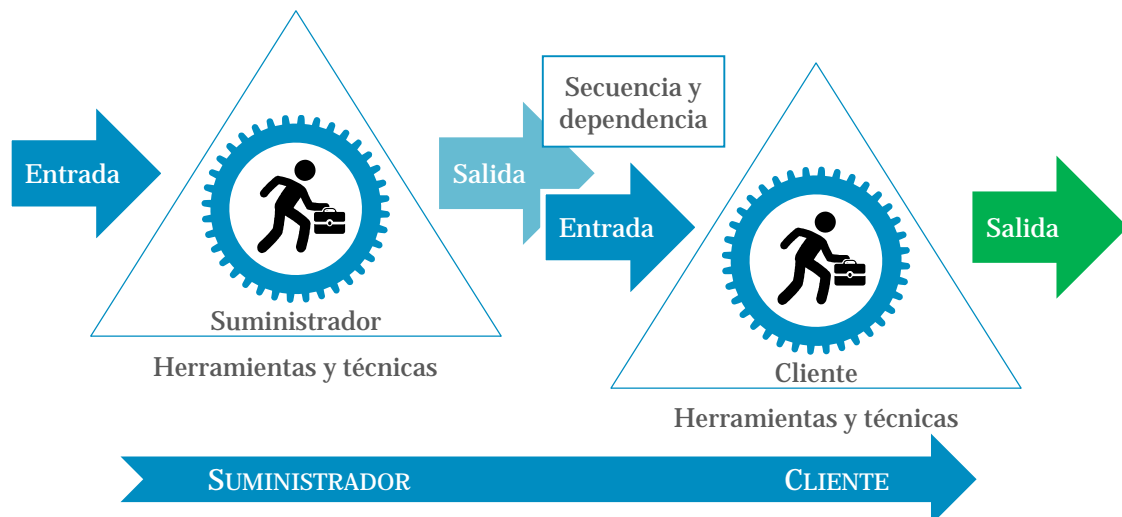 Entrada
Suministrador
Herramientas y técnicas
Salida
Secuencia y
dependencia
Entrada
Cliente
Herramientas y técnicas
Salida
SUMINISTRADOR
CLIENTE